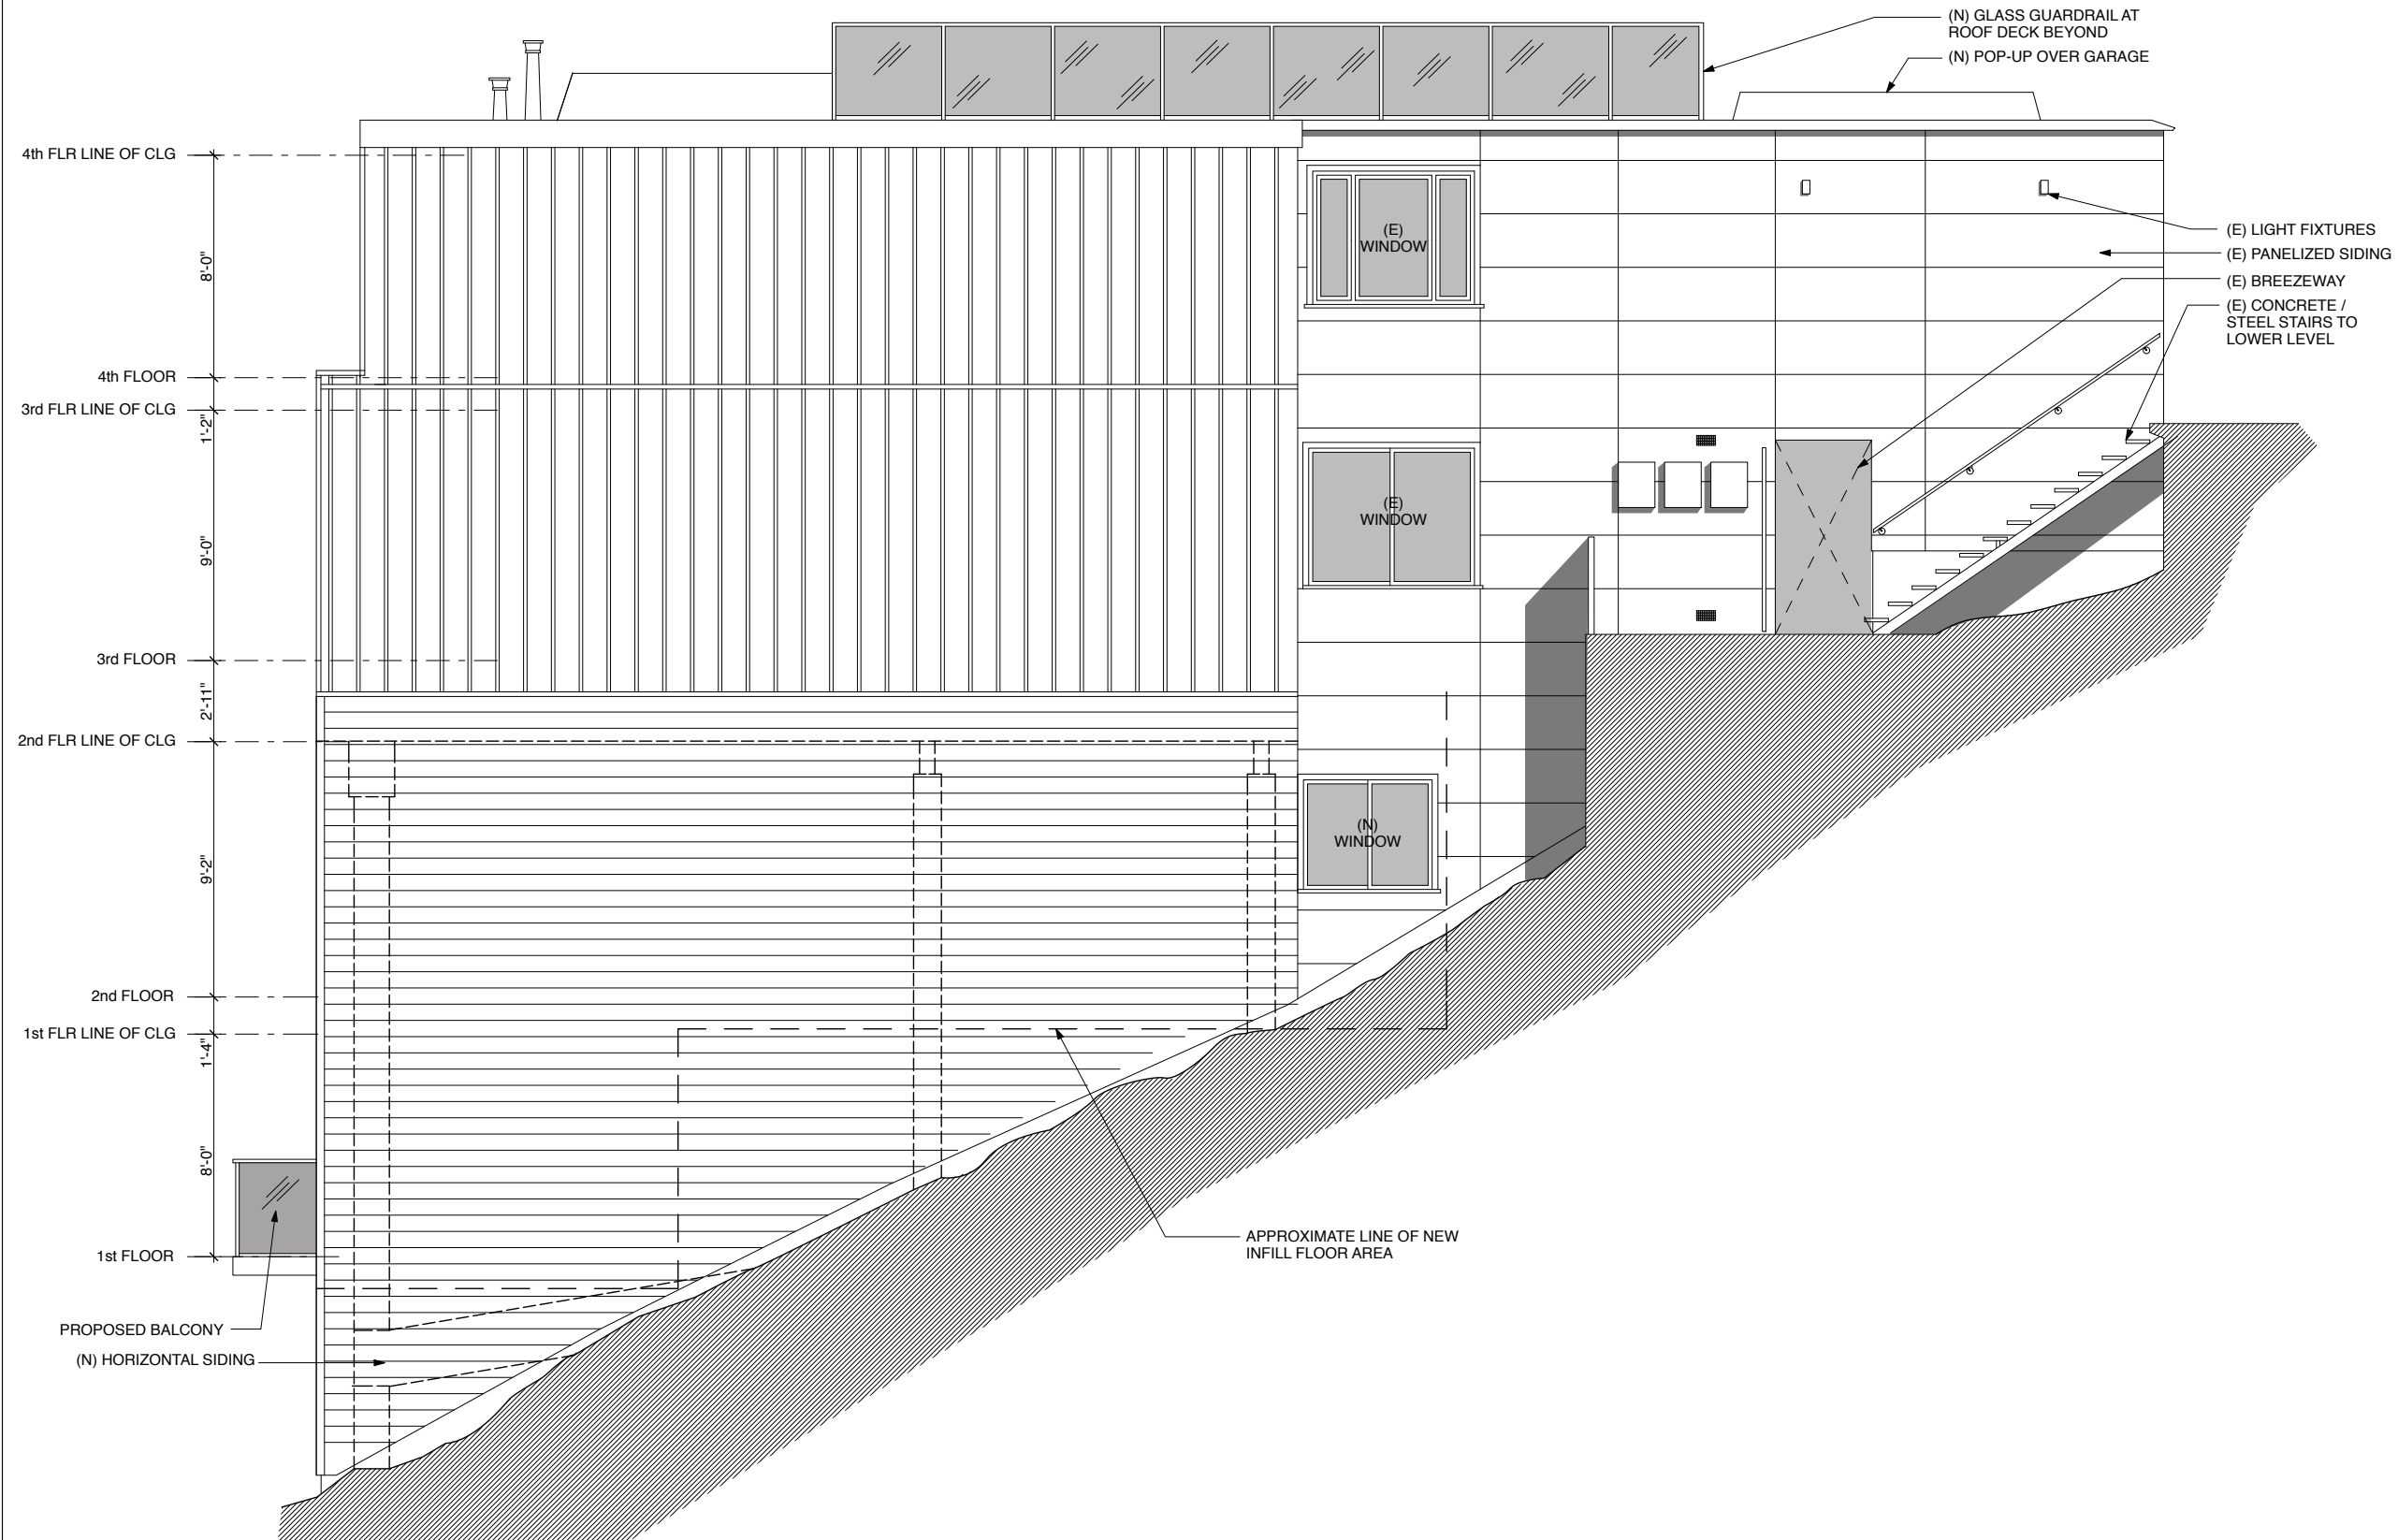 (N) GLASS GUARDRAIL AT
ROOF DECK BEYOND
(N) POP-UP OVER GARAGE
4th FLR LINE OF CLG
8'-0"
(E)
WINDOW
(E) LIGHT FIXTURES
(E) PANELIZED SIDING
(E) BREEZEWAY
(E) CONCRETE /
STEEL STAIRS TO
LOWER LEVEL
4th FLOOR
3rd FLR LINE OF CLG
1'-2"
9'-0"
(E)
WINDOW
3rd FLOOR
2'-11"
2nd FLR LINE OF CLG
9'-2"
(N)
WINDOW
2nd FLOOR
1st FLR LINE OF CLG
1'-4"
8'-0"
1st FLOOR
APPROXIMATE LINE OF NEW
INFILL FLOOR AREA
PROPOSED BALCONY
(N) HORIZONTAL SIDING